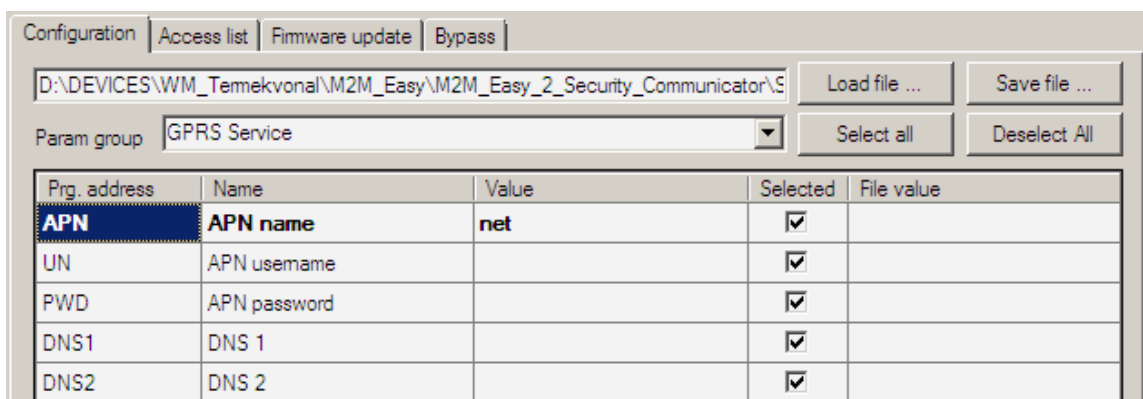 Configuration Access list Firmware update Bypass
D:\DEVICES\WM_Termekvonal\M2M_Easy\M2M_Easy_2_Security_Communicator\S Load file ... Save file ...
Param group GPRS Service Select all Deselect All
Prg. address Name Value Selected File value
APN APN name net
UN APN username
PWD APN password
DNS1 DNS 1
DNS2 DNS 2